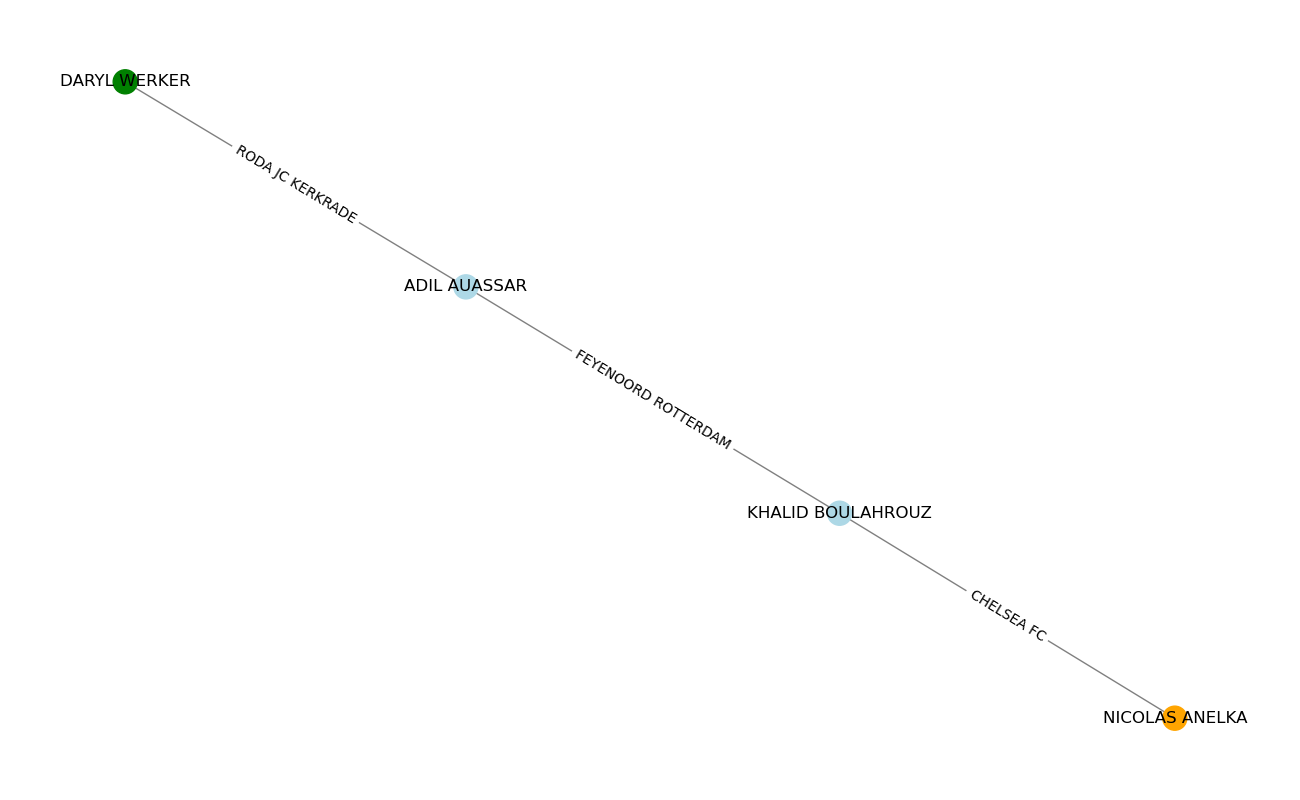 DARYL WERKER
RODA JC KERKRADE
ADIL AUASSAR
FEYENOORD ROTTERDAM
KHALID BOULAHROUZ
CHELSEA FC
NICOLAS ANELKA